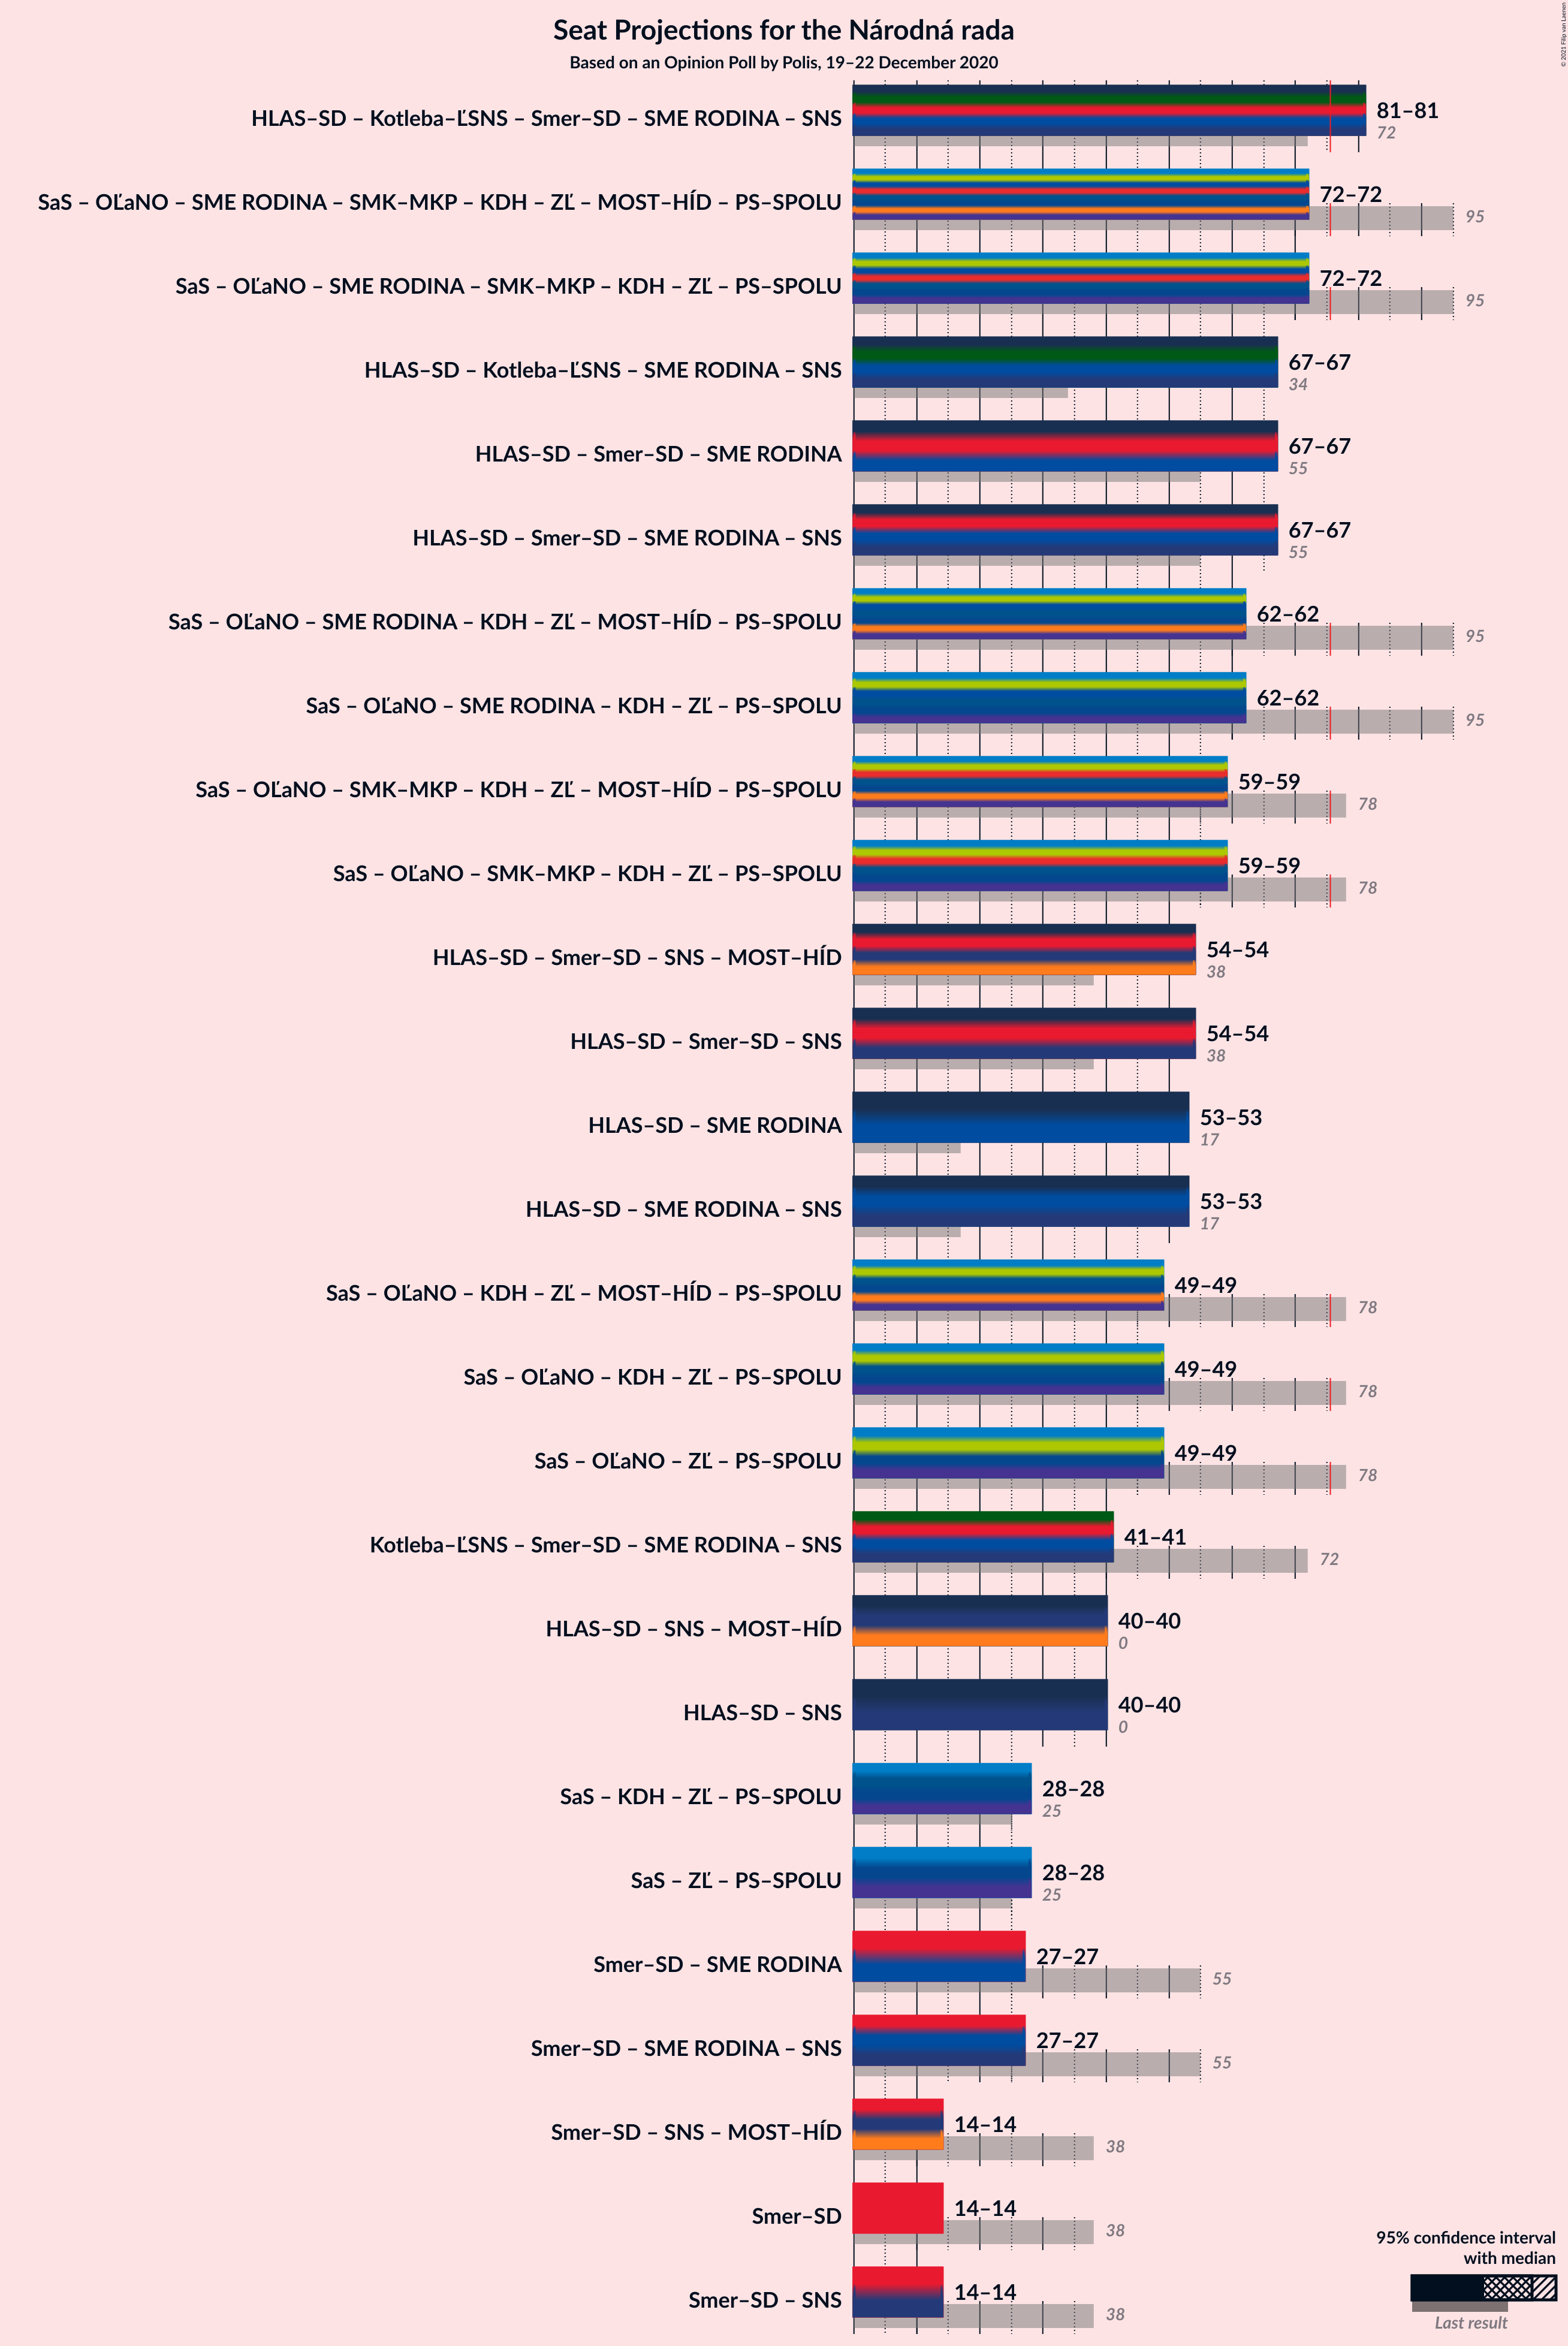 Seat Projections for the Národná rada
Based on an Opinion Poll by Polis, 19–22 December 2020
© 2021 Filip van Laenen
HLAS–SD – Kotleba–ĽSNS – Smer–SD – SME RODINA – SNS
81–81
72
SaS – OĽaNO – SME RODINA – SMK–MKP – KDH – ZĽ – MOST–HÍD – PS–SPOLU
72–72
95
SaS – OĽaNO – SME RODINA – SMK–MKP – KDH – ZĽ – PS–SPOLU
72–72
95
HLAS–SD – Kotleba–ĽSNS – SME RODINA – SNS
67–67
34
HLAS–SD – Smer–SD – SME RODINA
67–67
55
HLAS–SD – Smer–SD – SME RODINA – SNS
67–67
55
SaS – OĽaNO – SME RODINA – KDH – ZĽ – MOST–HÍD – PS–SPOLU
62–62
95
SaS – OĽaNO – SME RODINA – KDH – ZĽ – PS–SPOLU
62–62
95
SaS – OĽaNO – SMK–MKP – KDH – ZĽ – MOST–HÍD – PS–SPOLU
59–59
78
SaS – OĽaNO – SMK–MKP – KDH – ZĽ – PS–SPOLU
59–59
78
HLAS–SD – Smer–SD – SNS – MOST–HÍD
54–54
38
HLAS–SD – Smer–SD – SNS
54–54
38
HLAS–SD – SME RODINA
53–53
17
HLAS–SD – SME RODINA – SNS
53–53
17
SaS – OĽaNO – KDH – ZĽ – MOST–HÍD – PS–SPOLU
49–49
78
SaS – OĽaNO – KDH – ZĽ – PS–SPOLU
49–49
78
SaS – OĽaNO – ZĽ – PS–SPOLU
49–49
78
Kotleba–ĽSNS – Smer–SD – SME RODINA – SNS
41–41
72
HLAS–SD – SNS – MOST–HÍD
40–40
0
HLAS–SD – SNS
40–40
0
SaS – KDH – ZĽ – PS–SPOLU
28–28
25
SaS – ZĽ – PS–SPOLU
28–28
25
Smer–SD – SME RODINA
27–27
55
Smer–SD – SME RODINA – SNS
27–27
55
Smer–SD – SNS – MOST–HÍD
14–14
38
Smer–SD
14–14
38
Smer–SD – SNS
14–14
38
95% confidence interval
with median
Last result